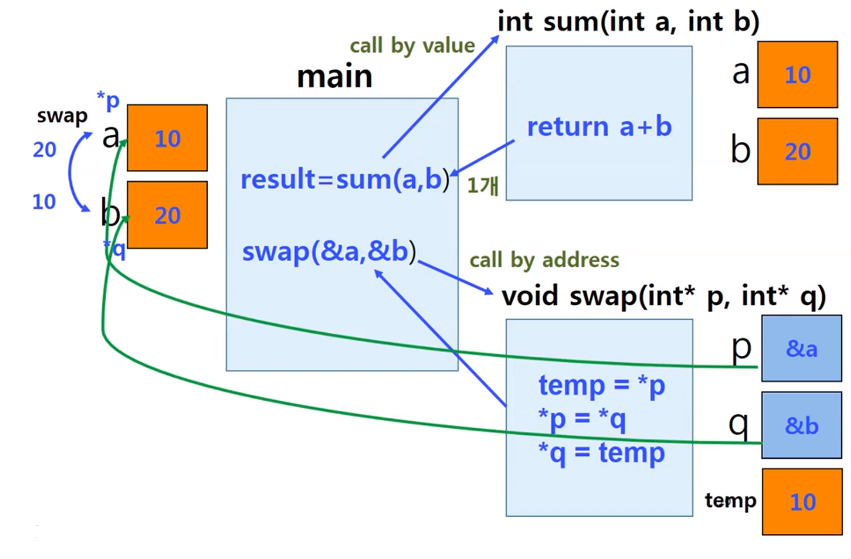 int sum(int a, int b)
call by value
main
a
10
*p
swap
a
10
20
return a+b
b
20
result=sum(a,b)
1개
10
b
20
*q
swap(&a,&b)
call by address
void swap(int* p, int* q)
p
&a
temp = *p
*p = *q
q
&b
*q = temp
temp
10